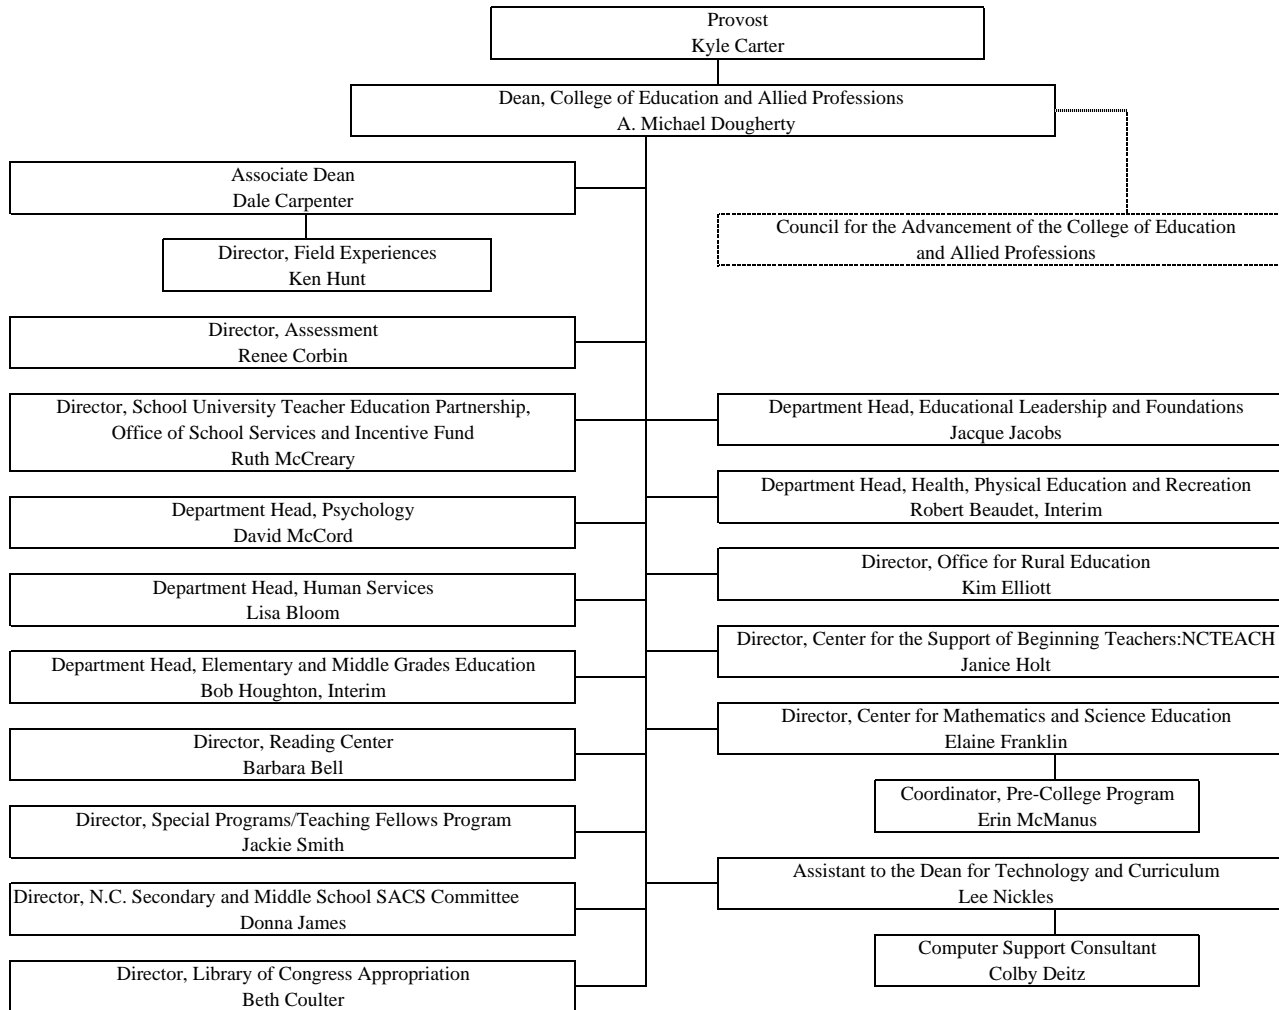 Provost
Kyle Carter
Dean, College of Education and Allied Professions
A. Michael Dougherty
Associate Dean
Dale Carpenter
Council for the Advancement of the College of Education
and Allied Professions
Director, Field Experiences
Ken Hunt
Director, Assessment
Renee Corbin
Director, School University Teacher Education Partnership,
Office of School Services and Incentive Fund
Ruth McCreary
Department Head, Educational Leadership and Foundations
Jacque Jacobs
Department Head, Psychology
David McCord
Department Head, Health, Physical Education and Recreation
Robert Beaudet, Interim
Department Head, Human Services
Lisa Bloom
Director, Office for Rural Education
Kim Elliott
Department Head, Elementary and Middle Grades Education
Bob Houghton, Interim
Director, Center for the Support of Beginning Teachers:NCTEACH
Janice Holt
Director, Reading Center
Barbara Bell
Director, Center for Mathematics and Science Education
Elaine Franklin
Coordinator, Pre-College Program
Erin McManus
Director, Special Programs/Teaching Fellows Program
Jackie Smith
Director, N.C. Secondary and Middle School SACS Committee
Donna James
Assistant to the Dean for Technology and Curriculum
Lee Nickles
Computer Support Consultant
Colby Deitz
Director, Library of Congress Appropriation
Beth Coulter